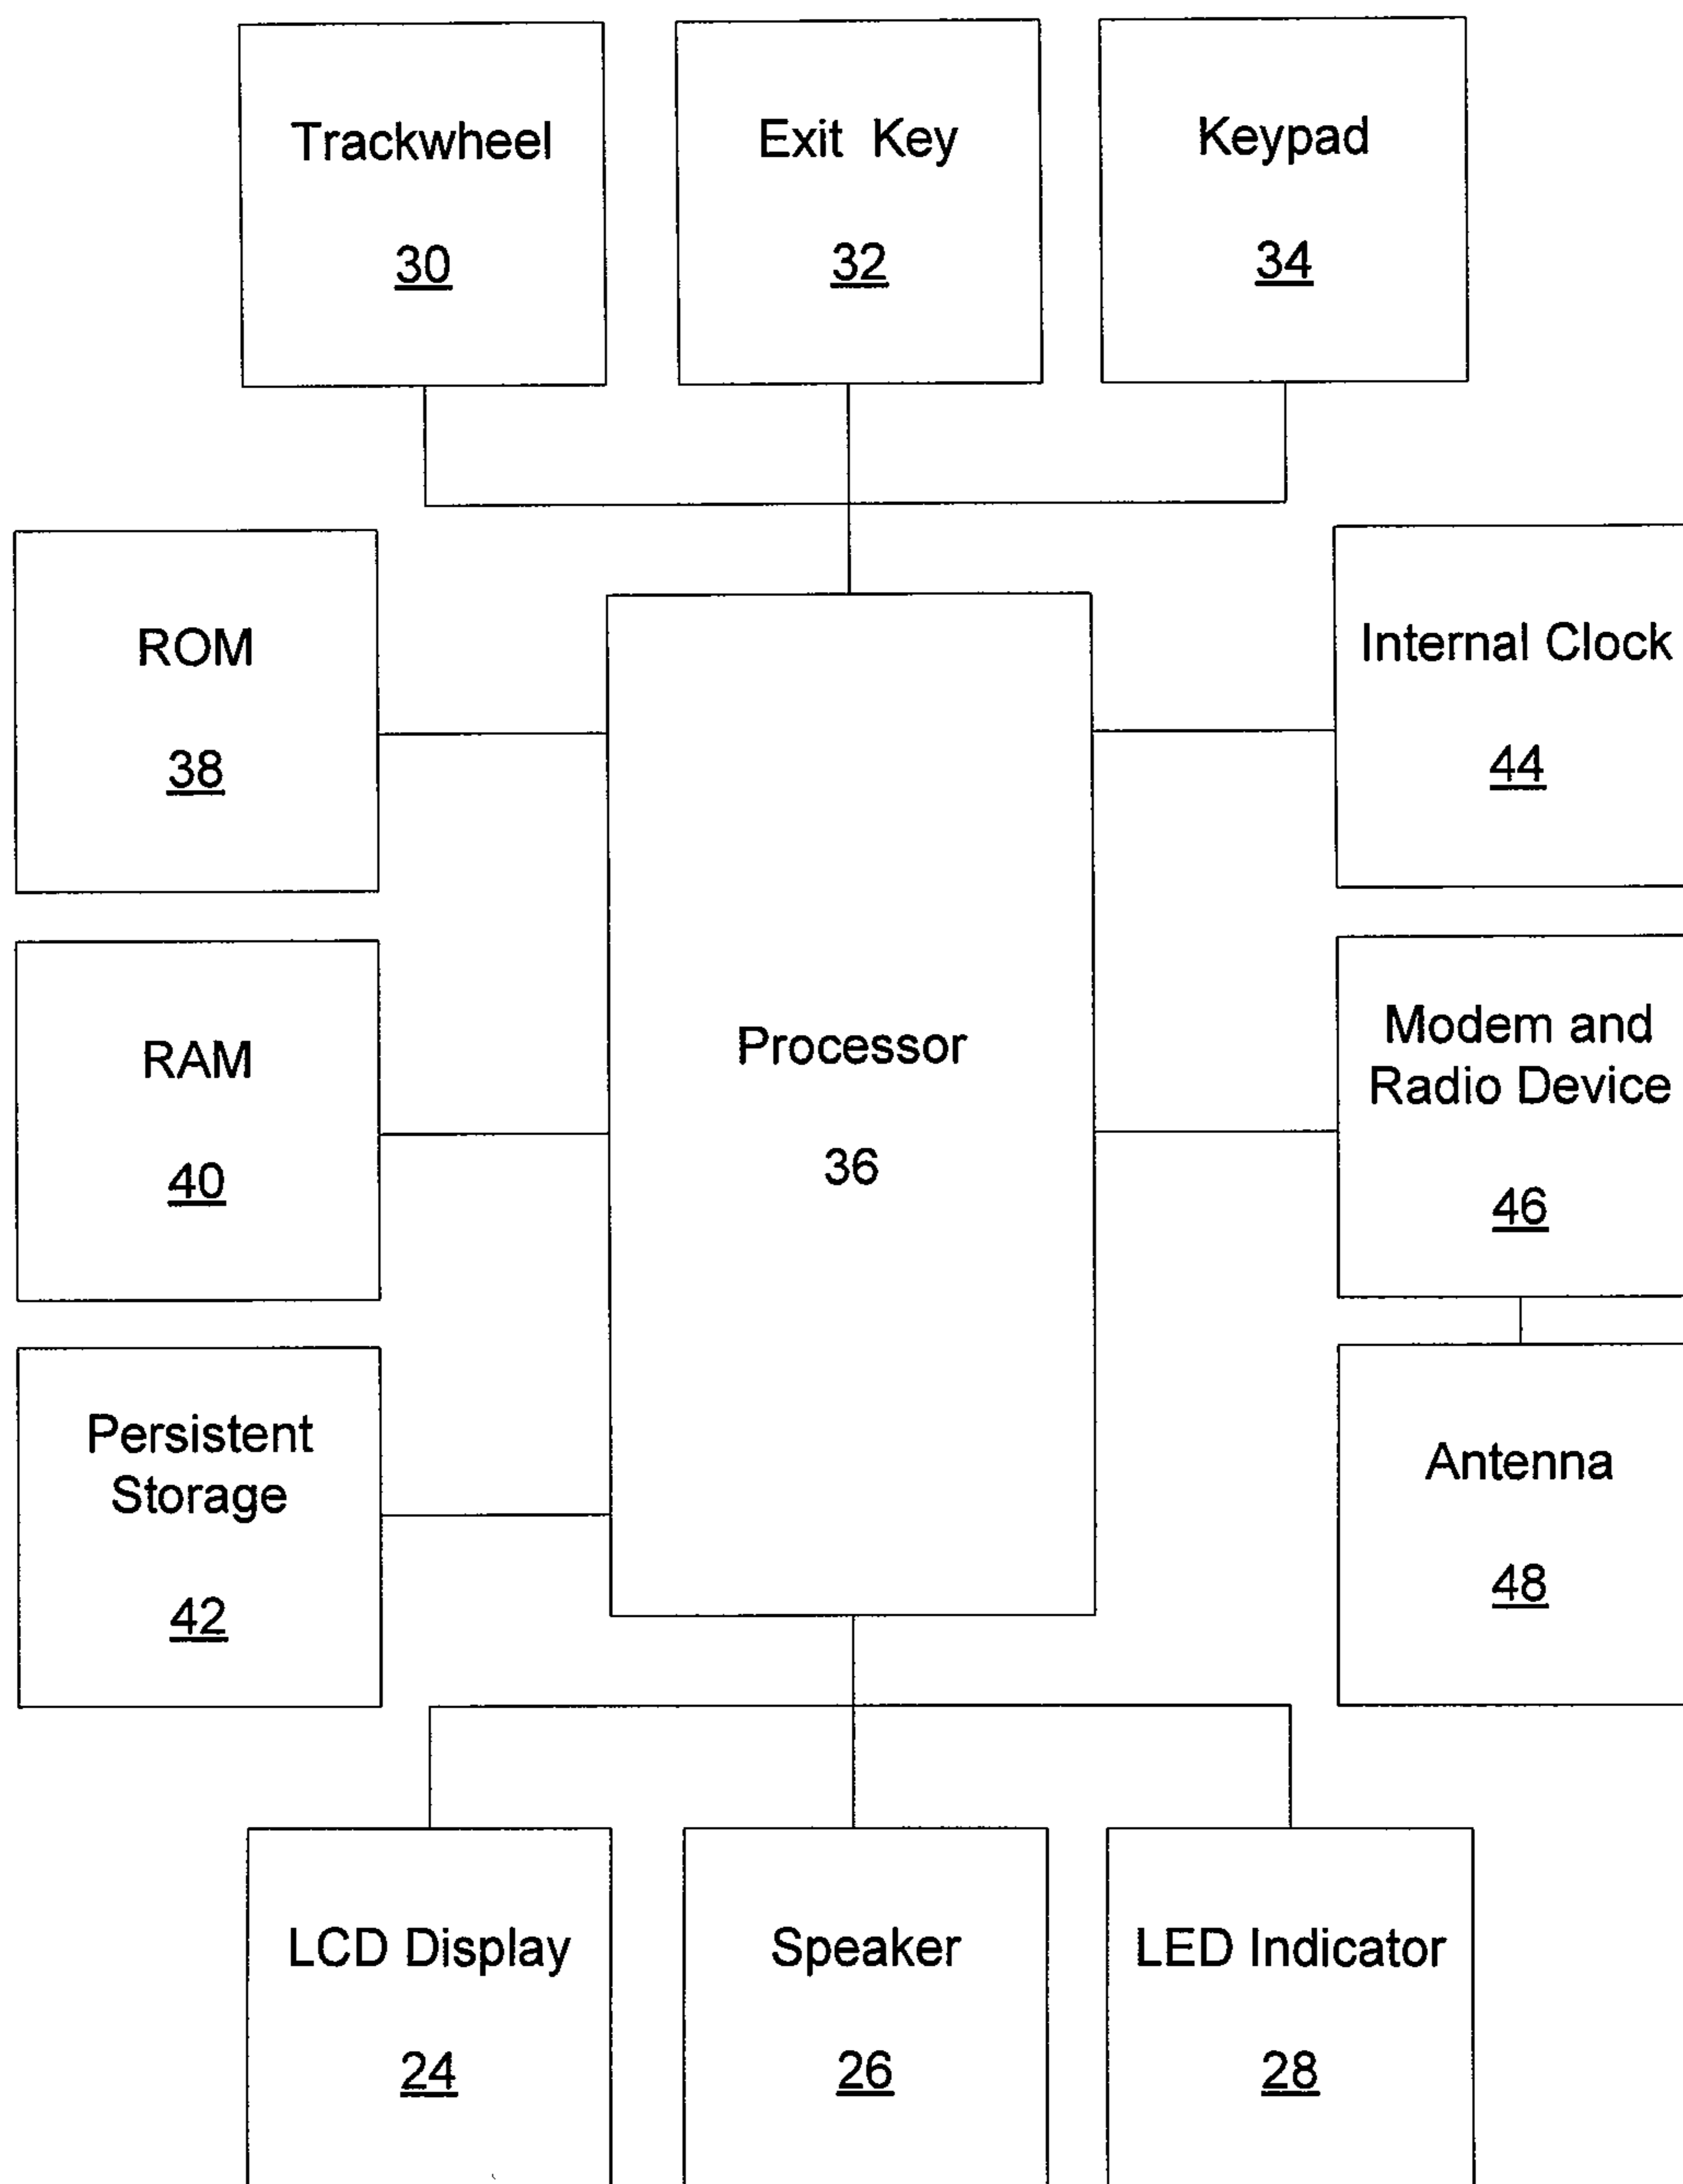 Trackwheel
30
Exit Key
32
Keypad
34
ROM
38
Internal Clock
44
RAM
40
Processor
36
Modem and
Radio Device
46
Persistent
Storage
42
Antenna
48
LCD Display
24
Speaker
26
LED Indicator
28